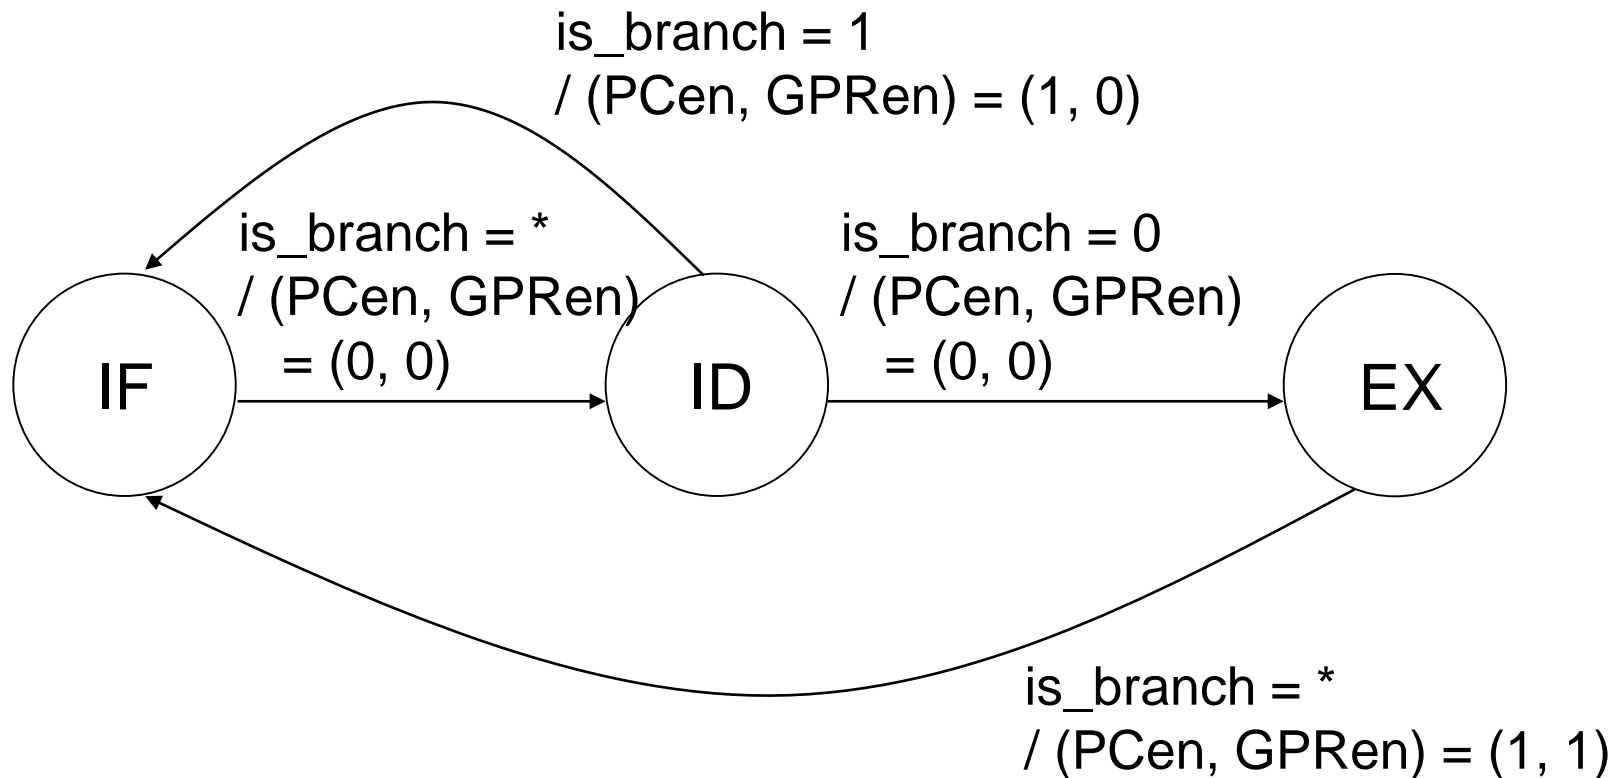 is_branch = 1
/ (PCen, GPRen) = (1, 0)
is_branch = *
/ (PCen, GPRen)
= (0, 0)
is_branch = 0
/ (PCen, GPRen)
= (0, 0)
IF
ID
EX
is_branch = *
/ (PCen, GPRen) = (1, 1)